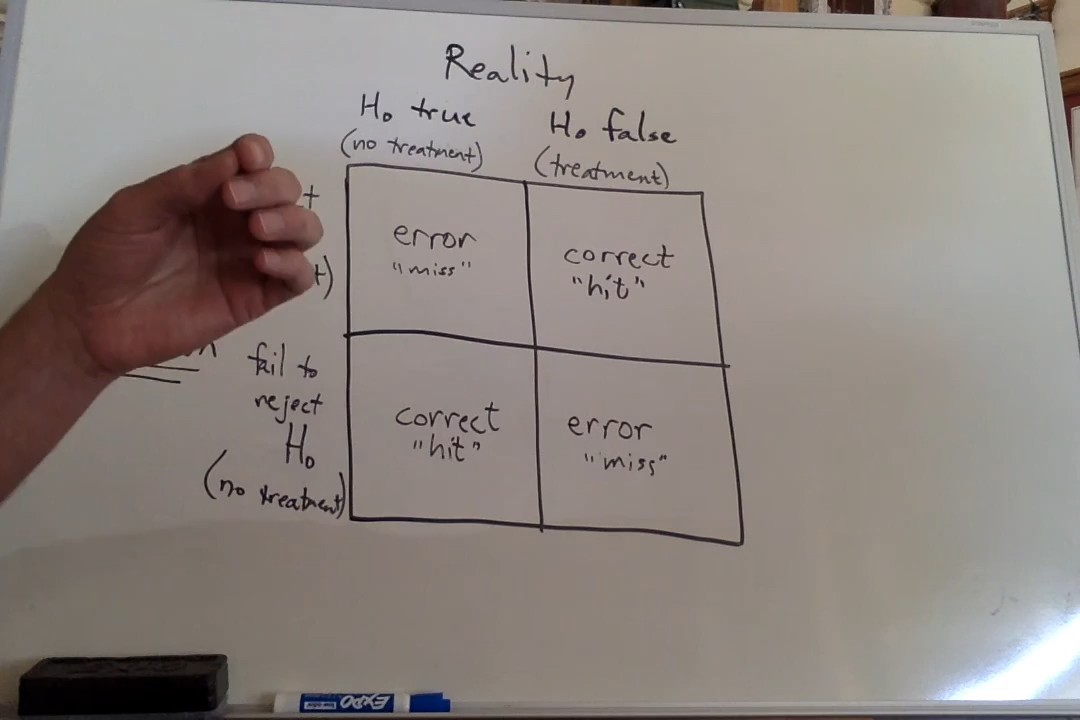 Reality
H₀ true
(no treatment)
H₀ false
(treatment)
error
"miss"
correct
"hit"
fail to
reject
H₀
(no treatment)
correct
"hit"
error
"miss"
EXPO